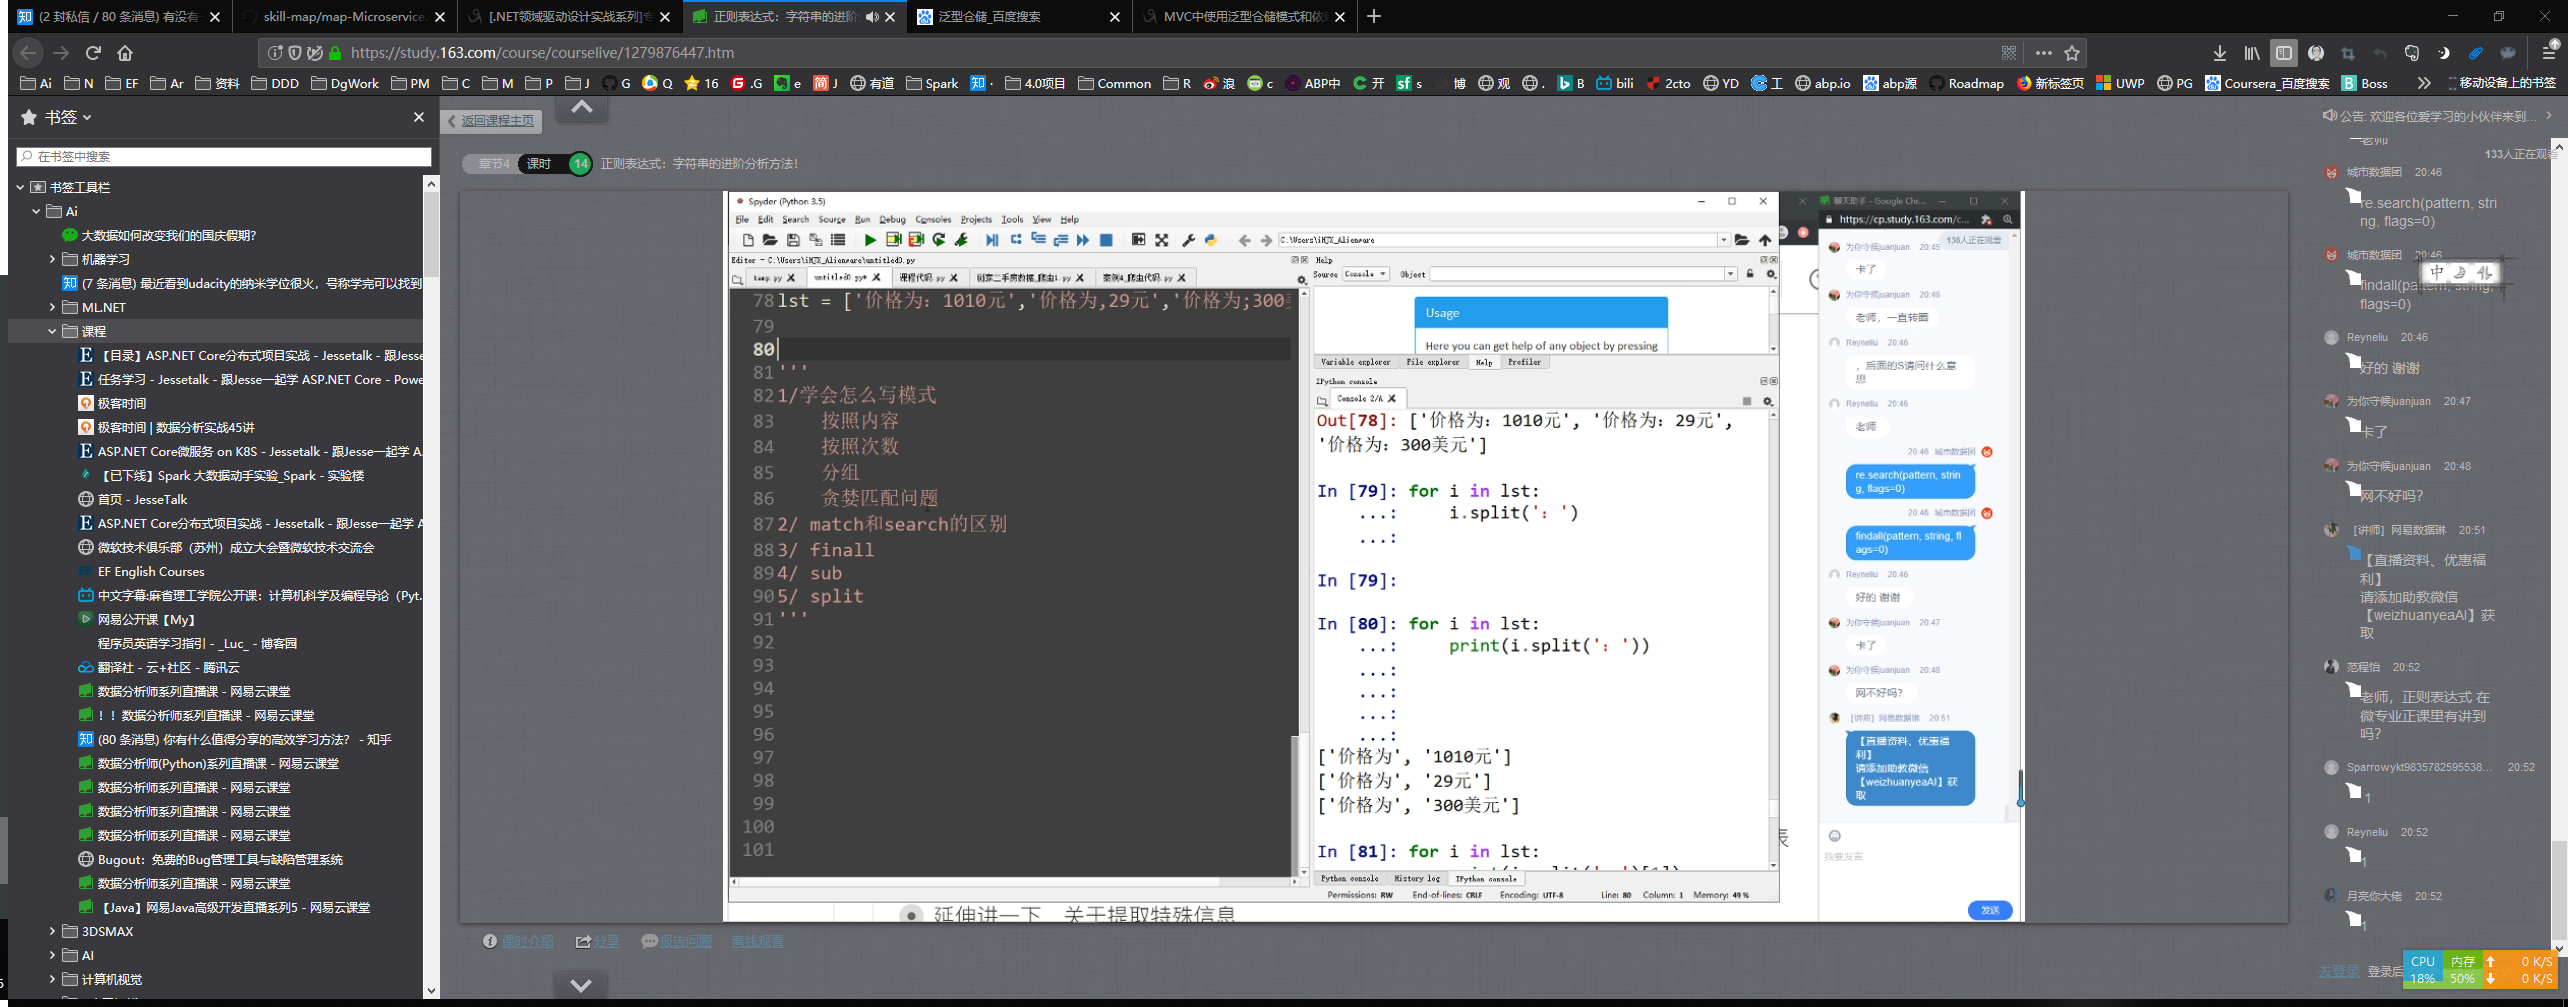 (2 封私信 / 80 条消息) 有没有
skill-map/map-Microservice.
[.NET领域驱动设计实战系列]专
正则表达式：字符串的进阶
泛型仓储_百度搜索
MVC中使用泛型仓储模式和依
https://study.163.com/course/courselive/1279876447.htm
Ai N EF Ar 资料 DDD DgWork PM C M P J G Q 16 .G e J 有道 Spark · 4.0项目 Common R 浪 c ABP中 开 s 博 观 . B bili 2cto YD 工 abp.io abp源 Roadmap 新标签页 UWP PG Coursera_百度搜索 Boss 移动设备上的书签
书签
在书签中搜索
书签工具栏
Ai
大数据如何改变我们的国庆假期?
机器学习
(7 条消息) 最近看到udacity的纳米学位很火，号称学完可以找到
ML.NET
课程
【目录】ASP.NET Core分布式项目实战 - Jessetalk - 跟Jesse
任务学习 - Jessetalk - 跟Jesse一起学 ASP.NET Core - Powe
极客时间
极客时间 | 数据分析实战45讲
ASP.NET Core微服务 on K8S - Jessetalk - 跟Jesse一起学 A
【已下线】Spark 大数据动手实验_Spark - 实验楼
首页 - JesseTalk
ASP.NET Core分布式项目实战 - Jessetalk - 跟Jesse一起学 A
微软技术俱乐部（苏州）成立大会暨微软技术交流会
EF English Courses
中文字幕:麻省理工学院公开课：计算机科学及编程导论（Pyt.
网易公开课【My】
程序员英语学习指引 - _Luc_ - 博客园
翻译社 - 云+社区 - 腾讯云
数据分析师系列直播课 - 网易云课堂
！！数据分析师系列直播课 - 网易云课堂
(80 条消息) 你有什么值得分享的高效学习方法？ - 知乎
数据分析师(Python)系列直播课 - 网易云课堂
数据分析师系列直播课 - 网易云课堂
数据分析师系列直播课 - 网易云课堂
数据分析师系列直播课 - 网易云课堂
Bugout：免费的Bug管理工具与缺陷管理系统
数据分析师系列直播课 - 网易云课堂
【Java】网易Java高级开发直播系列5 - 网易云课堂
3DSMAX
AI
计算机视觉
返回课程主页
章节4 课时 14 正则表达式：字符串的进阶分析方法!
Spyder (Python 3.5)
File Edit Search Source Run Debug Consoles Projects Tools View Help
C:\Users\iHJX_Alienware
Editor - C:\Users\iHJX_Alienware\untitled0.py
temp.py untitled0.py* 课程代码.py 链家二手房数据_爬虫1.py 案例4_爬虫代码.py
78 lst = ['价格为：1010元','价格为,29元','价格为;300美
79
80
81 '''
82 1/学会怎么写模式
83 按照内容
84 按照次数
85 分组
86 贪婪匹配问题
87 2/ match和search的区别
88 3/ finall
89 4/ sub
90 5/ split
91 '''
92
93
94
95
96
97
98
99
100
101
Help
Source Console Object
Usage
Here you can get help of any object by pressing
Variable explorer File explorer Help Profiler
IPython console
Console 2/A
Out[78]: ['价格为：1010元', '价格为：29元',
'价格为：300美元']
In [79]: for i in lst:
...: i.split('：')
...:
In [79]:
In [80]: for i in lst:
...: print(i.split('：'))
...:
...:
...:
...:
['价格为', '1010元']
['价格为', '29元']
['价格为', '300美元']
In [81]: for i in lst:
Python console History log IPython console
Permissions: RW End-of-lines: CRLF Encoding: UTF-8 Line: 80 Column: 1 Memory: 49 %
延伸讲一下 关于提取特殊信息
课时介绍 分享 报告问题 离线观看
聊天助手 - Google Chr...
https://cp.study.163.com/c...
136人正在观看
为你守候juanjuan 20:45
卡了
为你守候juanjuan 20:46
老师，一直转圈
Reyneliu 20:46
，后面的S请问什么意
思
Reyneliu 20:46
老师
20:46 城市数据团
re.search(pattern, strin
g, flags=0)
20:46 城市数据团
findall(pattern, string, fl
ags=0)
Reyneliu 20:46
好的 谢谢
为你守候juanjuan 20:47
卡了
为你守候juanjuan 20:48
网不好吗?
[讲师] 网易数据琳 20:51
【直播资料、优惠福
利】
请添加助教微信
【weizhuanyeaAI】获
取
我要发言
发送
公告: 欢迎各位爱学习的小伙伴来到...
老师
133人正在观看
城市数据团 20:46
re.search(pattern, stri
ng, flags=0)
城市数据团 20:46
findall(pattern, string,
flags=0)
中
Reyneliu 20:46
好的 谢谢
为你守候juanjuan 20:47
卡了
为你守候juanjuan 20:48
网不好吗?
[讲师] 网易数据琳 20:51
【直播资料、优惠福
利】
请添加助教微信
【weizhuanyeaAI】获
取
范程怡 20:52
老师，正则表达式 在
微专业正课里有讲到
吗?
Sparrowykt9835782595538... 20:52
1
Reyneliu 20:52
1
月亮你大佬 20:52
1
去登录 登录后
CPU 18%
内存 50%
0 K/S
0 K/S